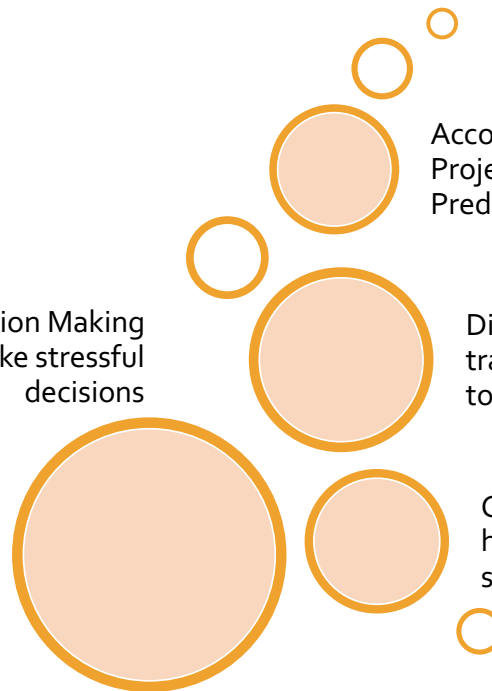 Acco
Proje
Pred
ion Making
ke stressful
decisions
Di
tra
to
h
s